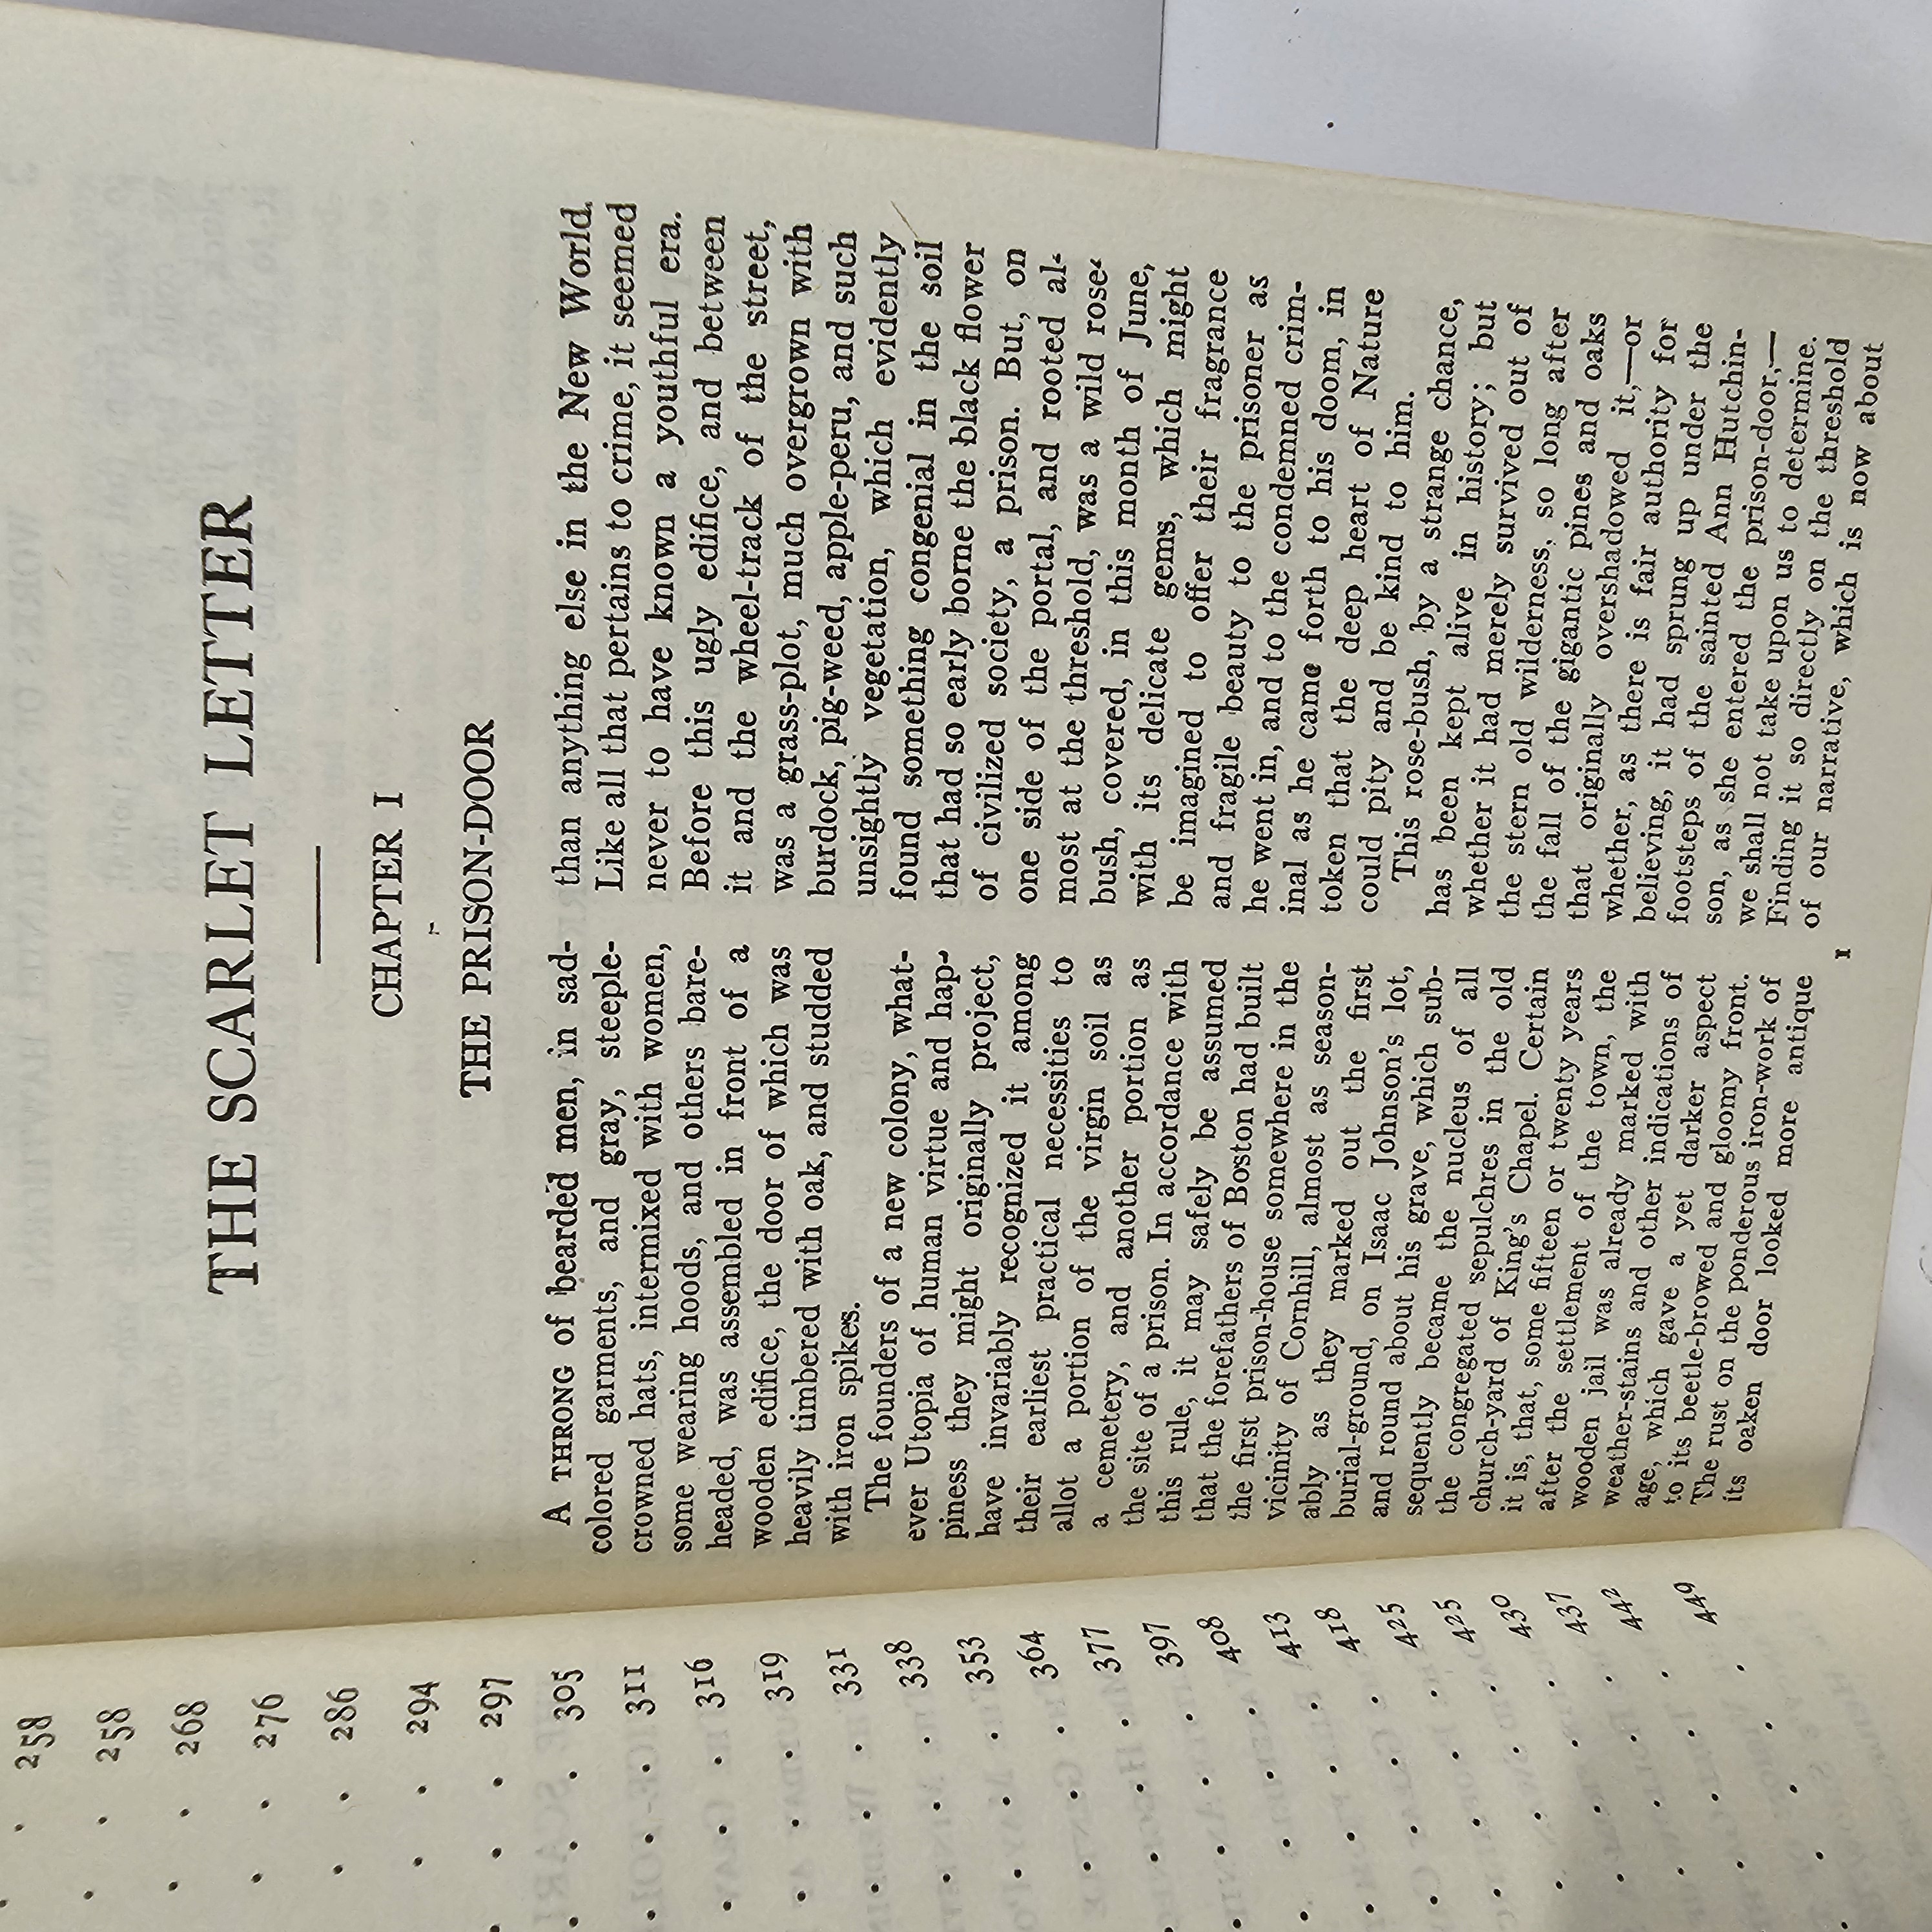 258
258
268
276
286
294
297
305
311
316
319
331
338
353
364
377
397
408
413
418
425
425
430
437
442
449
THE SCARLET LETTER
CHAPTER I
THE PRISON-DOOR
A THRONG of bearded men, in sad-
colored garments, and gray, steeple-
crowned hats, intermixed with women,
some wearing hoods, and others bare-
headed, was assembled in front of a
wooden edifice, the door of which was
heavily timbered with oak, and studded
with iron spikes.
The founders of a new colony, what-
ever Utopia of human virtue and hap-
piness they might originally project,
have invariably recognized it among
their earliest practical necessities to
allot a portion of the virgin soil as
a cemetery, and another portion as
the site of a prison. In accordance with
this rule, it may safely be assumed
that the forefathers of Boston had built
the first prison-house somewhere in the
vicinity of Cornhill, almost as season-
ably as they marked out the first
burial-ground, on Isaac Johnson's lot,
and round about his grave, which sub-
sequently became the nucleus of all
the congregated sepulchres in the old
church-yard of King's Chapel. Certain
it is, that, some fifteen or twenty years
after the settlement of the town, the
wooden jail was already marked with
weather-stains and other indications of
age, which gave a yet darker aspect
to its beetle-browed and gloomy front.
The rust on the ponderous iron-work of
its oaken door looked more antique
than anything else in the New World.
Like all that pertains to crime, it seemed
never to have known a youthful era.
Before this ugly edifice, and between
it and the wheel-track of the street,
was a grass-plot, much overgrown with
burdock, pig-weed, apple-peru, and such
unsightly vegetation, which evidently
found something congenial in the soil
that had so early borne the black flower
of civilized society, a prison. But, on
one side of the portal, and rooted al-
most at the threshold, was a wild rose-
bush, covered, in this month of June,
with its delicate gems, which might
be imagined to offer their fragrance
and fragile beauty to the prisoner as
he went in, and to the condemned crim-
inal as he came forth to his doom, in
token that the deep heart of Nature
could pity and be kind to him.
This rose-bush, by a strange chance,
has been kept alive in history; but
whether it had merely survived out of
the stern old wilderness, so long after
the fall of the gigantic pines and oaks
that originally overshadowed it,—or
whether, as there is fair authority for
believing, it had sprung up under the
footsteps of the sainted Ann Hutchin-
son, as she entered the prison-door,—
we shall not take upon us to determine.
Finding it so directly on the threshold
of our narrative, which is now about
1